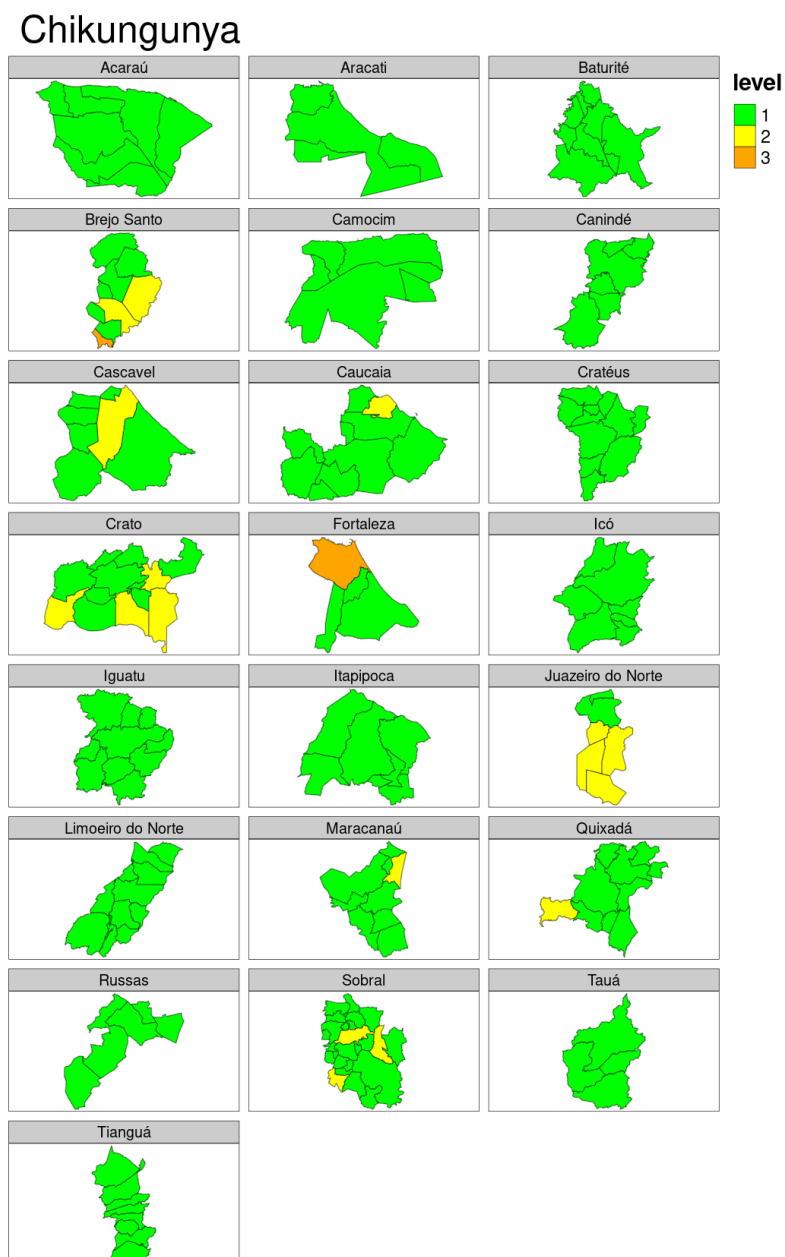 Chikungunya
Acaraú
Aracati
Baturité
level
1
2
3
Brejo Santo
Camocim
Canindé
Cascavel
Caucaia
Cratéus
Crato
Fortaleza
Icó
Iguatu
Itapipoca
Juazeiro do Norte
Limoeiro do Norte
Maracanaú
Quixadá
Russas
Sobral
Tauá
Tianguá